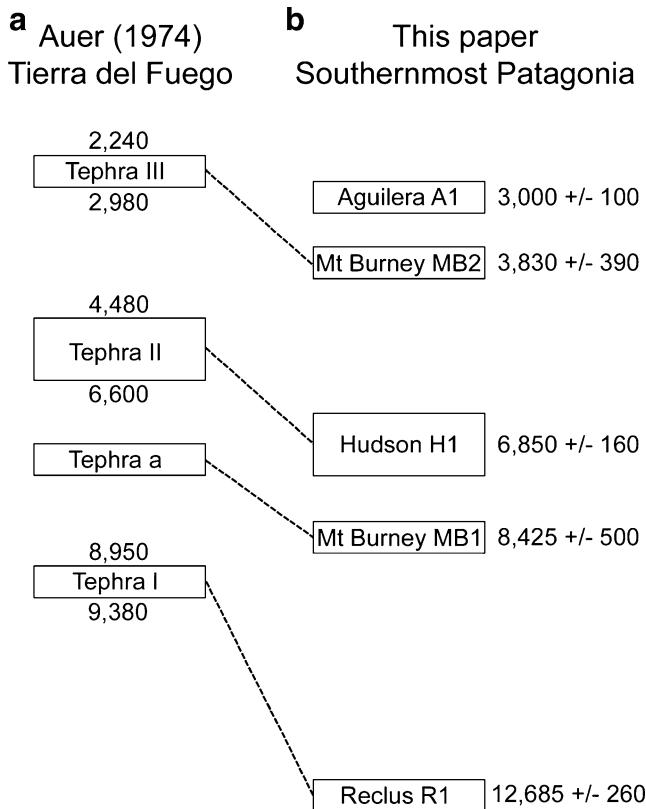 a
Auer (1974)
Tierra del Fuego
2,240
Tephra III
2,980
4,480
Tephra II
6,600
Tephra a
8,950
Tephra I
9,380
b
This paper
Southernmost Patagonia
Aguilera A1 3,000 +/- 100
Mt Burney MB2 3,830 +/- 390
Hudson H1 6,850 +/- 160
Mt Burney MB1 8,425 +/- 500
Reclus R1 12,685 +/- 260